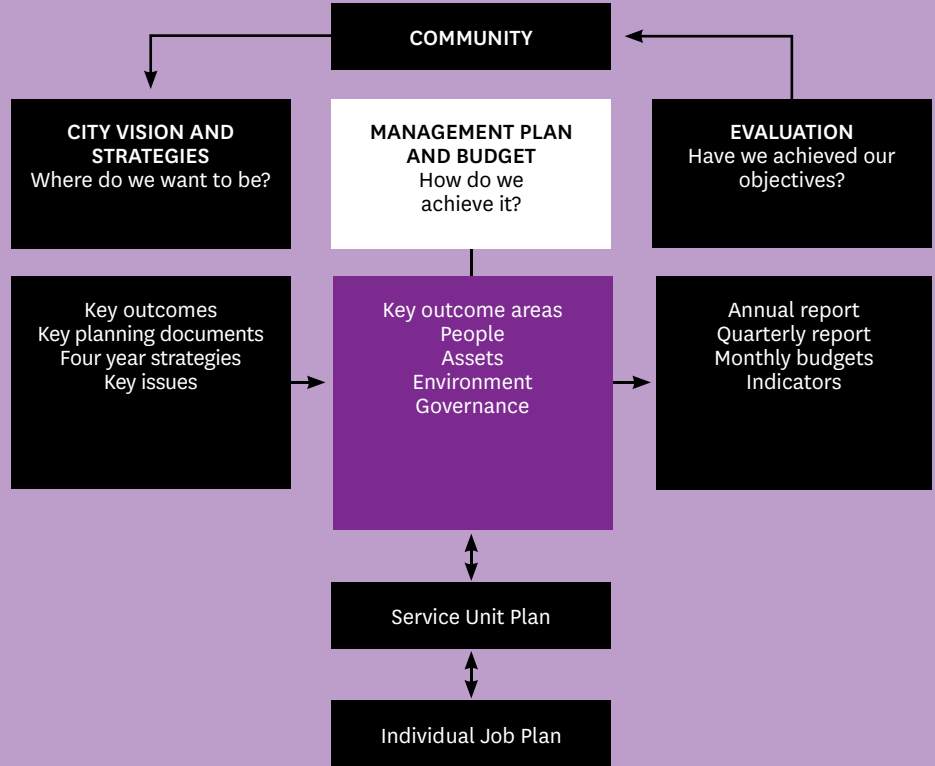 COMMUNITY
CITY VISION AND
STRATEGIES
Where do we want to be?
MANAGEMENT PLAN
AND BUDGET
How do we
achieve it?
EVALUATION
Have we achieved our
objectives?
Key outcomes
Key planning documents
Four year strategies
Key issues
Key outcome areas
People
Assets
Environment
Governance
Annual report
Quarterly report
Monthly budgets
Indicators
Service Unit Plan
Individual Job Plan